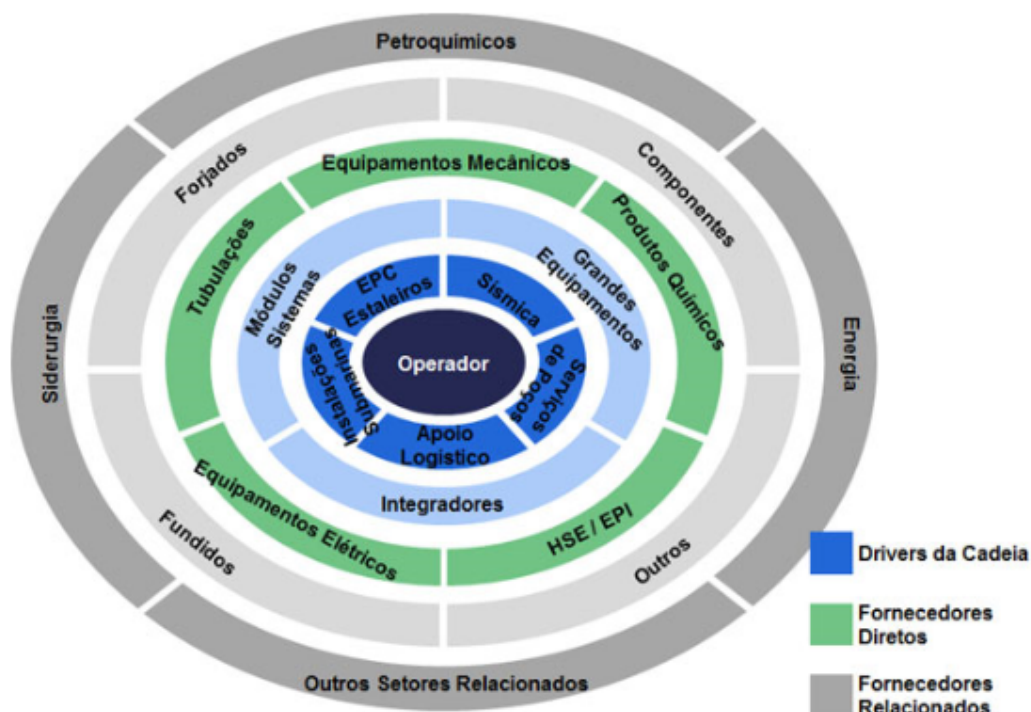 Petroquímicos
Forjados
Componentes
Equipamentos Mecânicos
Tubulações
Produtos Químicos
Módulos
Sistemas
Grandes
Equipamentos
EPC
Estaleiros
Sísmica
Siderurgia
Instalações
Submarinas
Operador
Serviços
de Poços
Energia
Apoio
Logístico
Integradores
Equipamentos Elétricos
HSE / EPI
Fundidos
Outros
Outros Setores Relacionados
Drivers da Cadeia
Fornecedores
Diretos
Fornecedores
Relacionados